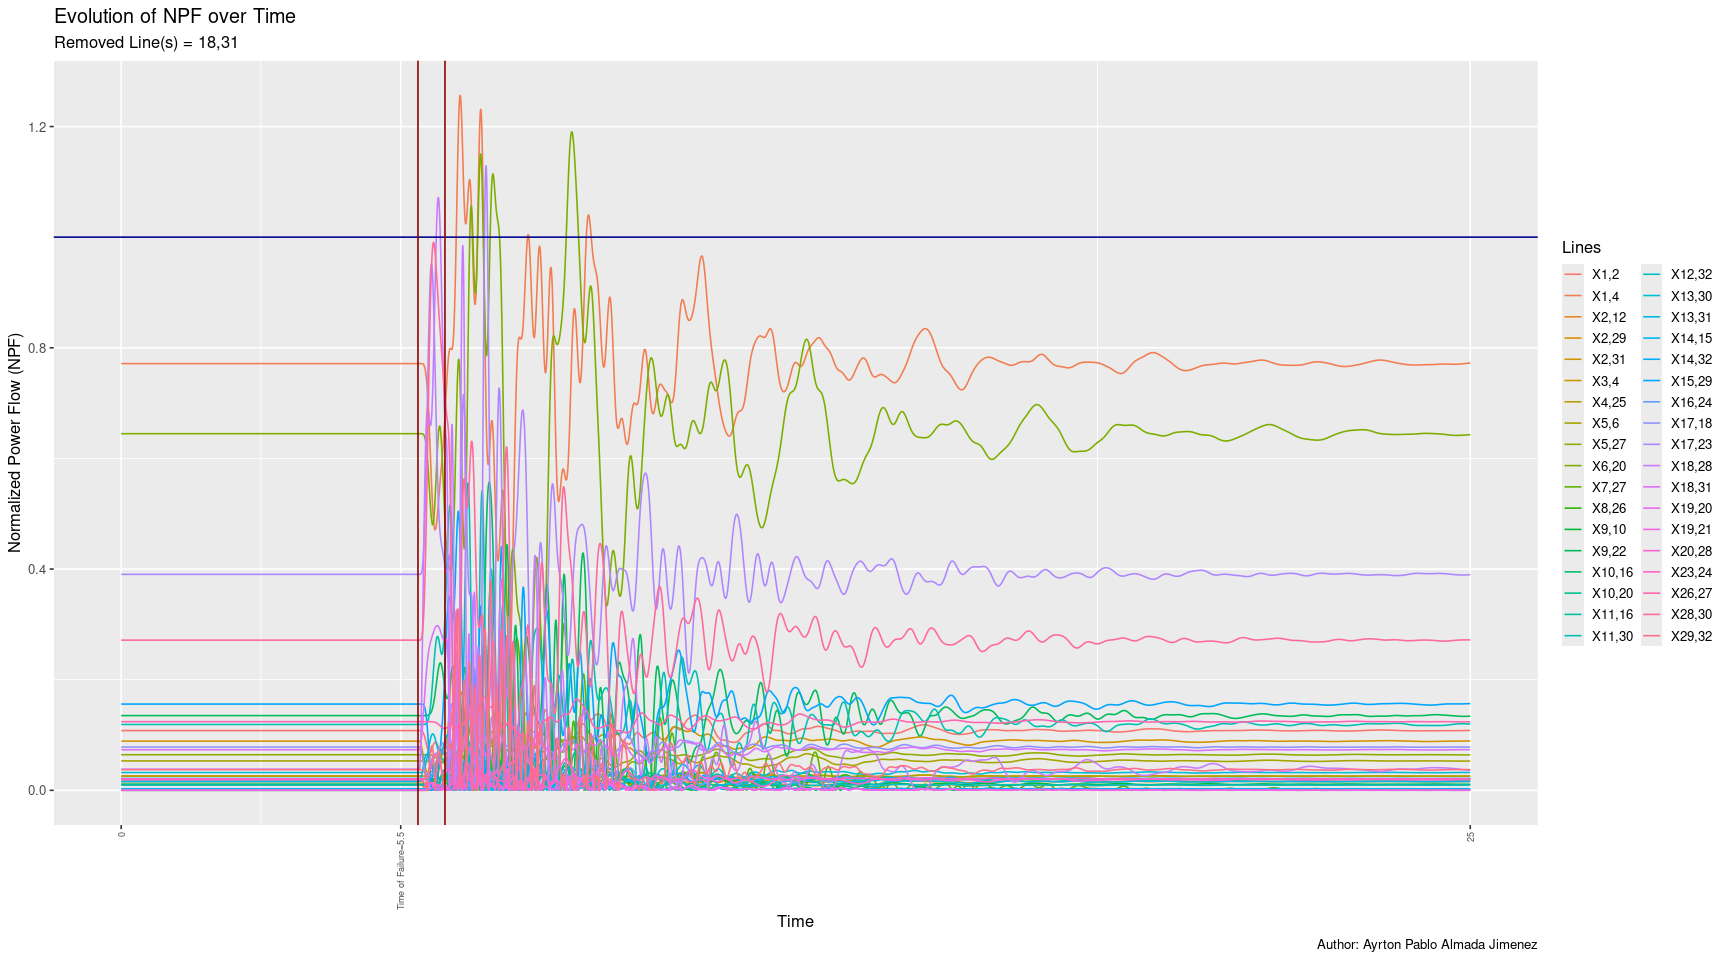 Evolution of NPF over Time
Removed Line(s) = 18,31
Normalized Power Flow (NPF)
1.2
0.8
0.4
0.0
0
Time of Failure=5.5
25
Time
Author: Ayrton Pablo Almada Jimenez
Lines
X1,2
X1,4
X2,12
X2,29
X2,31
X3,4
X4,25
X5,6
X5,27
X6,20
X7,27
X8,26
X9,10
X9,22
X10,16
X10,20
X11,16
X11,30
X12,32
X13,30
X13,31
X14,15
X14,32
X15,29
X16,24
X17,18
X17,23
X18,28
X18,31
X19,20
X19,21
X20,28
X23,24
X26,27
X28,30
X29,32